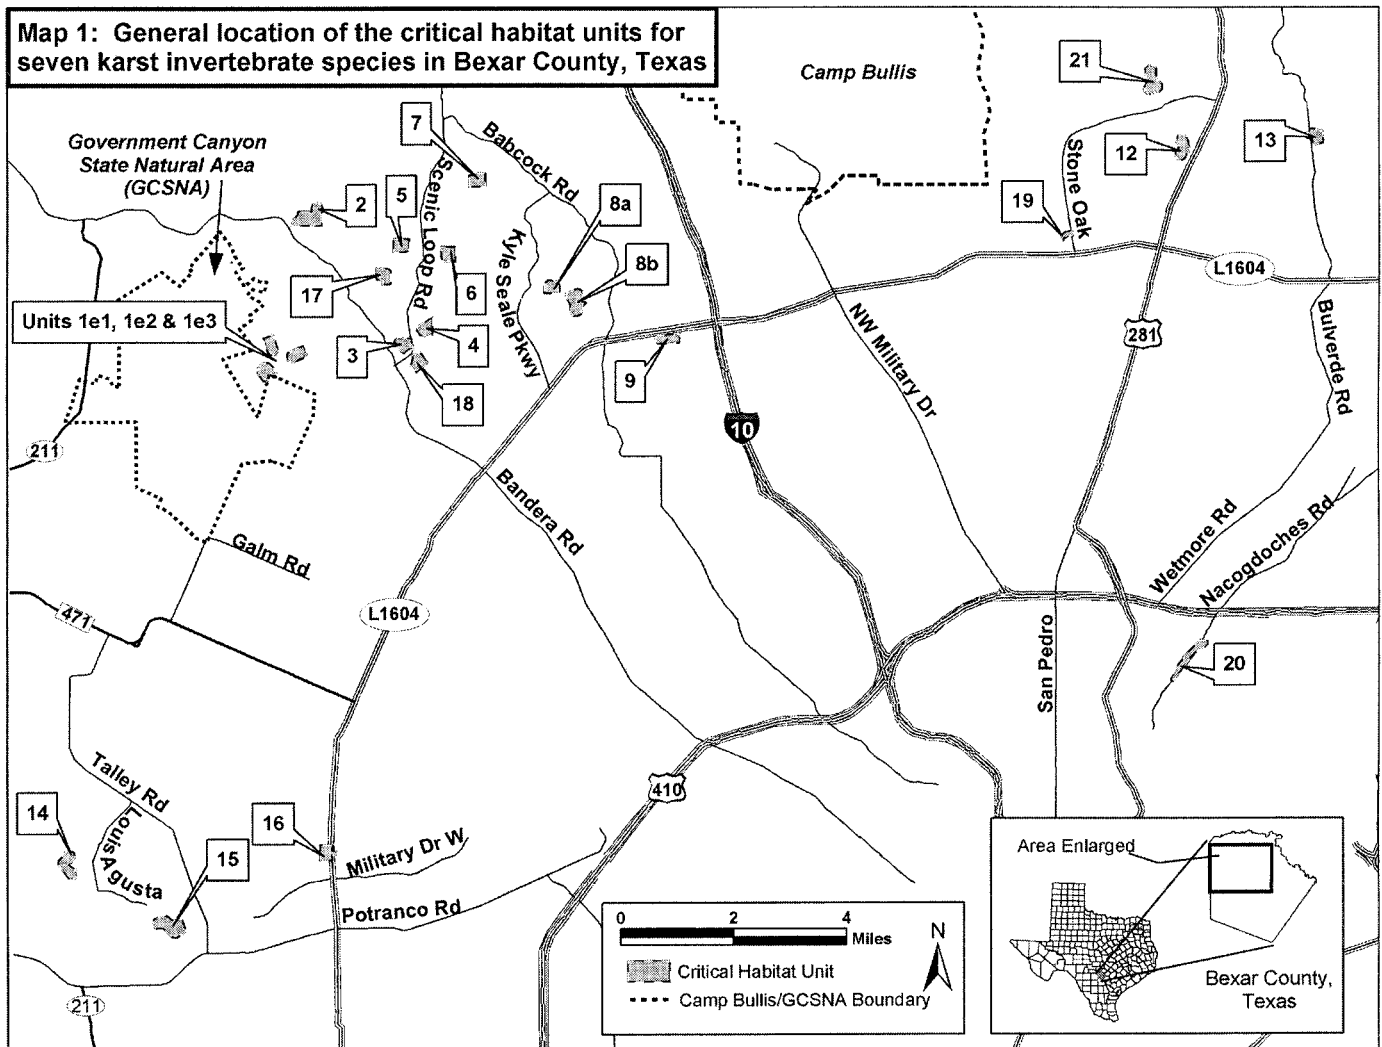 Map 1: General location of the critical habitat units for
seven karst invertebrate species in Bexar County, Texas
Camp Bullis
21
7
Babcock Rd
Government Canyon
State Natural Area
(GCSNA)
Scenic Loop Rd
Stone Oak
12
13
2
5
8a
19
Kyle Seale Pkwy
8b
L1604
17
6
Units 1e1, 1e2 & 1e3
NW Military Dr
Bulverde Rd
281
3
4
9
18
10
211
Bandera Rd
Galm Rd
Wetmore Rd
Nacogdoches Rd
471
L1604
San Pedro
20
Talley Rd
410
14
Louis Agusta
16
Military Dr W
15
Potranco Rd
211
0 2 4
Miles
N
Critical Habitat Unit
Camp Bullis/GCSNA Boundary
Area Enlarged
Bexar County,
Texas